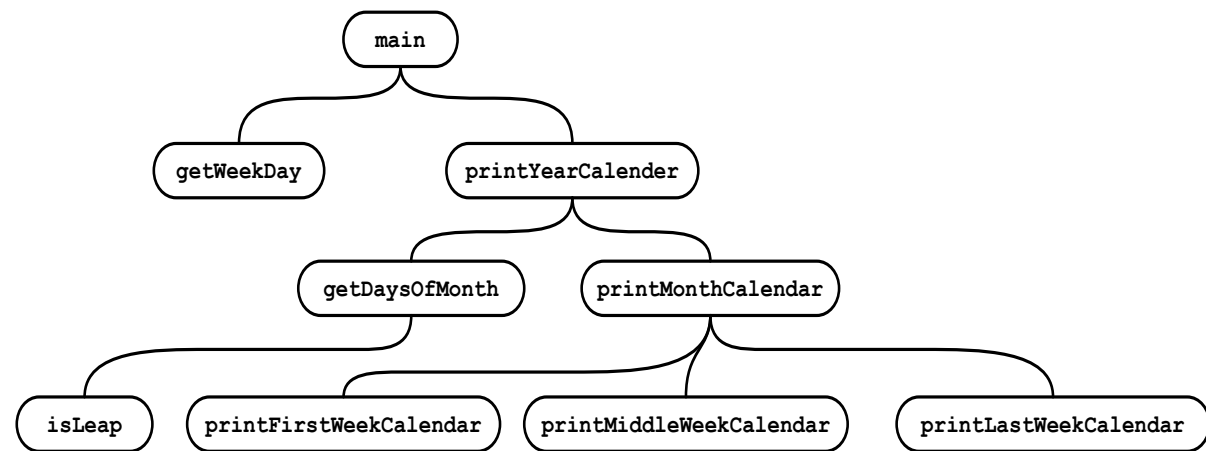 main
getWeekDay
printYearCalender
getDaysOfMonth
printMonthCalendar
isLeap
printFirstWeekCalendar
printMiddleWeekCalendar
printLastWeekCalendar